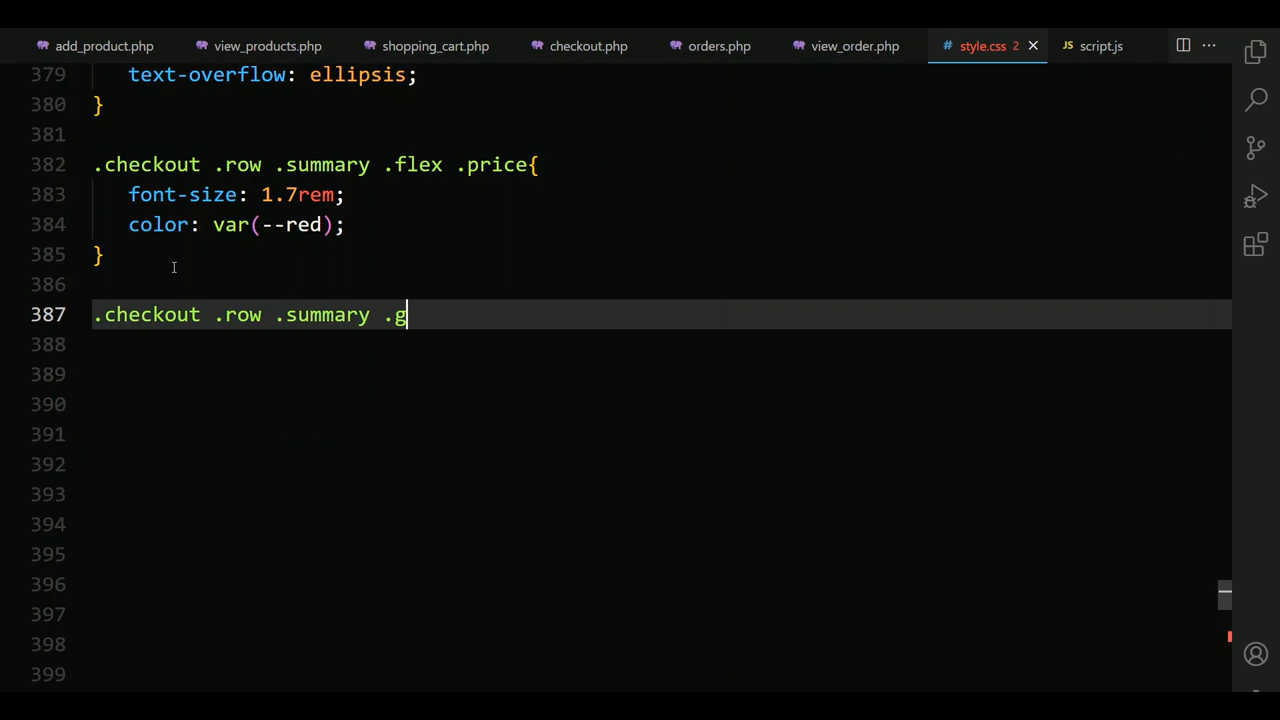 add_product.php view_products.php shopping_cart.php checkout.php orders.php view_order.php # style.css 2 JS script.js
379 text-overflow: ellipsis;
380 }
381
382 .checkout .row .summary .flex .price{
383 font-size: 1.7rem;
384 color: var(--red);
385 }
386
387 .checkout .row .summary .g
388
389
390
391
392
393
394
395
396
397
398
399